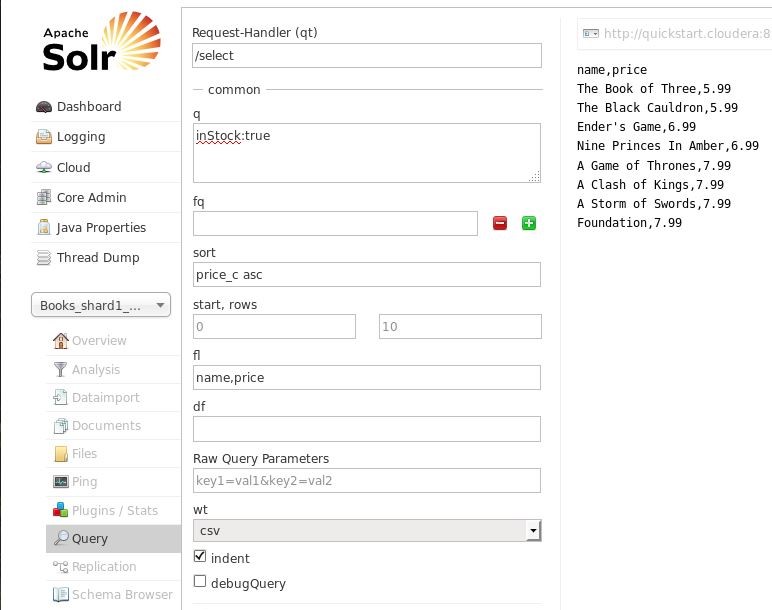 Apache
Solr
Dashboard
Logging
Cloud
Core Admin
Java Properties
Thread Dump
Books_shard1_...
Overview
Analysis
Dataimport
Documents
Files
Ping
Plugins / Stats
Query
Replication
Schema Browser
Request-Handler (qt)
/select
common
q
inStock:true
fq
sort
price_c asc
start, rows
0
10
fl
name,price
df
Raw Query Parameters
key1=val1&key2=val2
wt
csv
indent
debugQuery
http://quickstart.cloudera:8
name,price
The Book of Three,5.99
The Black Cauldron,5.99
Ender's Game,6.99
Nine Princes In Amber,6.99
A Game of Thrones,7.99
A Clash of Kings,7.99
A Storm of Swords,7.99
Foundation,7.99